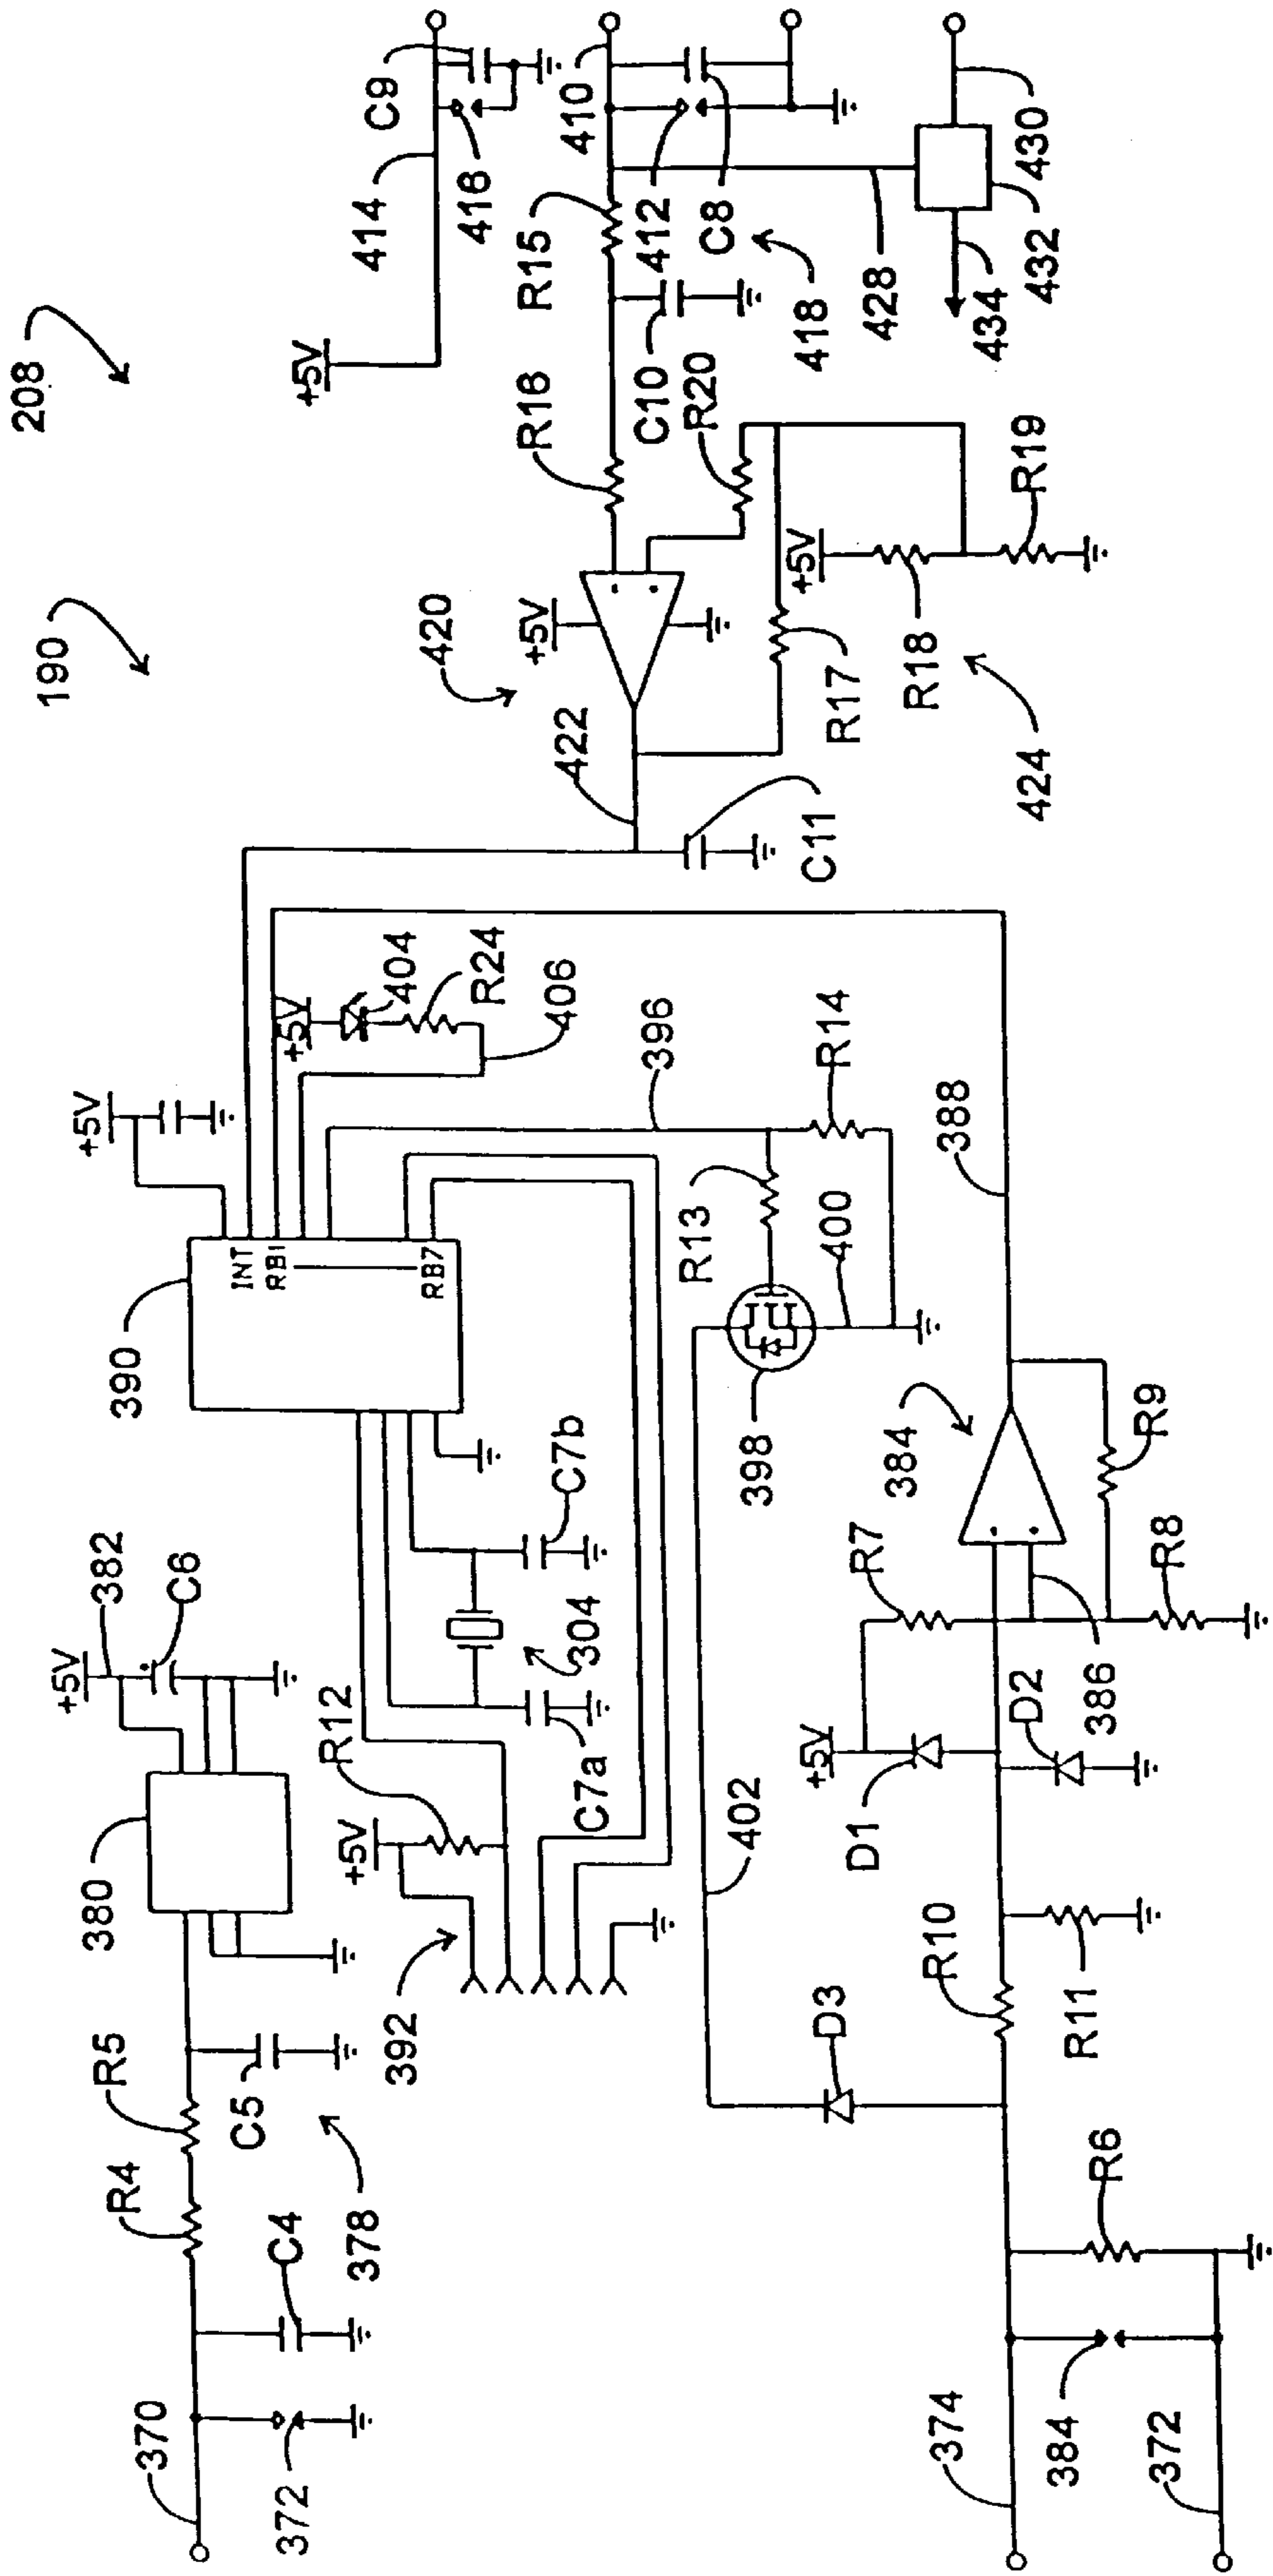 208
190
+5V
414
C9
416
410
R15
412
C8
418
428
430
432
434
R16
C10
R20
+5V
R19
R18
424
+5V
420
422
R17
C11
+5V
404
R24
406
396
R14
388
390
INT
RB1
RB7
R13
400
398
384
R9
R7
R8
386
+5V
D1
D2
+5V
382
C6
380
C7b
304
C7a
R12
+5V
392
402
R5
R4
C5
C4
378
370
372
D3
R10
R11
R6
374
384
372